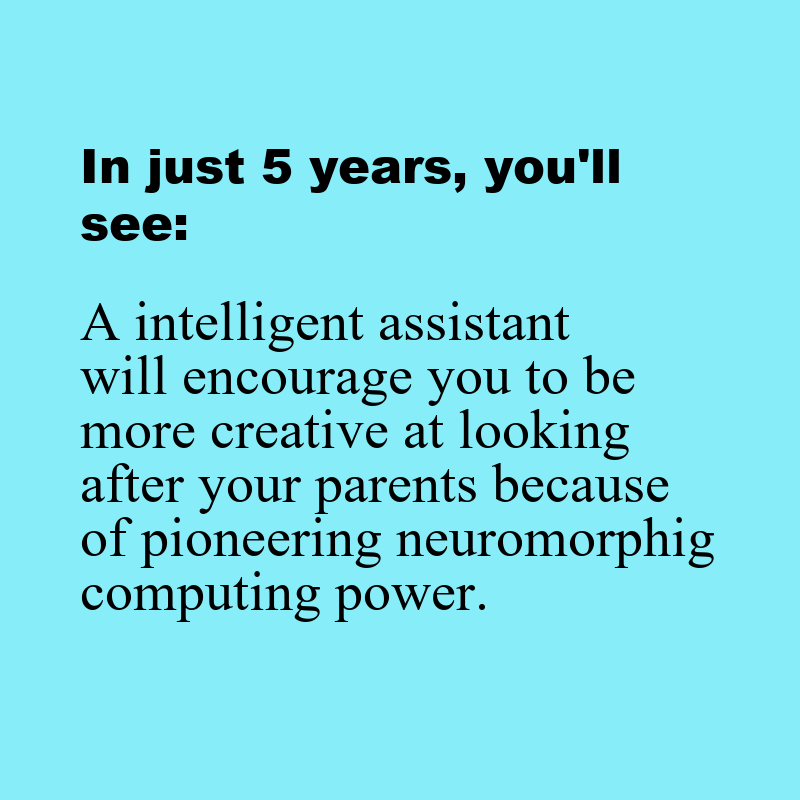 In just 5 years, you'll
see:
A intelligent assistant
will encourage you to be
more creative at looking
after your parents because
of pioneering neuromorphig
computing power.